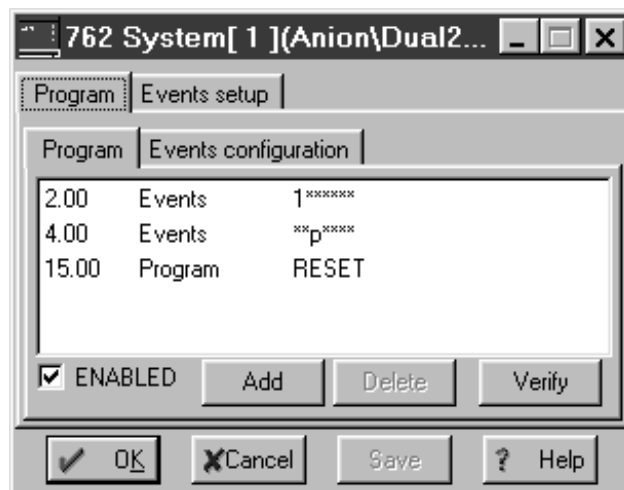 762 System[ 1 ](Anion\Dual2...
Program Events setup
Program Events configuration
2.00 Events 1******
4.00 Events **p****
15.00 Program RESET
ENABLED Add Delete Verify
OK Cancel Save ? Help